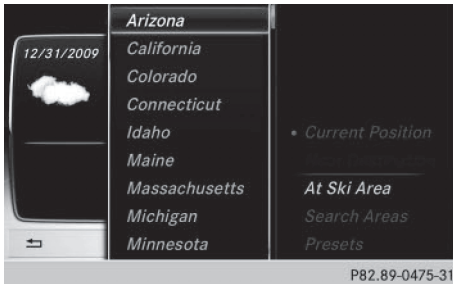 12/31/2009
Arizona
California
Colorado
Connecticut
Idaho
Maine
Massachusetts
Michigan
Minnesota
Current Position
At Ski Area
Search Areas
Presets
P82.89-0475-31